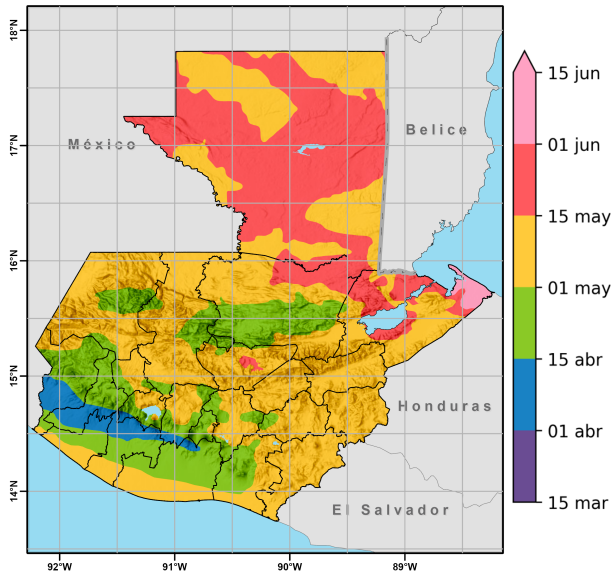 18°N
17°N
16°N
15°N
14°N
92°W
91°W
90°W
89°W
México
Belice
Honduras
El Salvador
15 jun
01 jun
15 may
01 may
15 abr
01 abr
15 mar